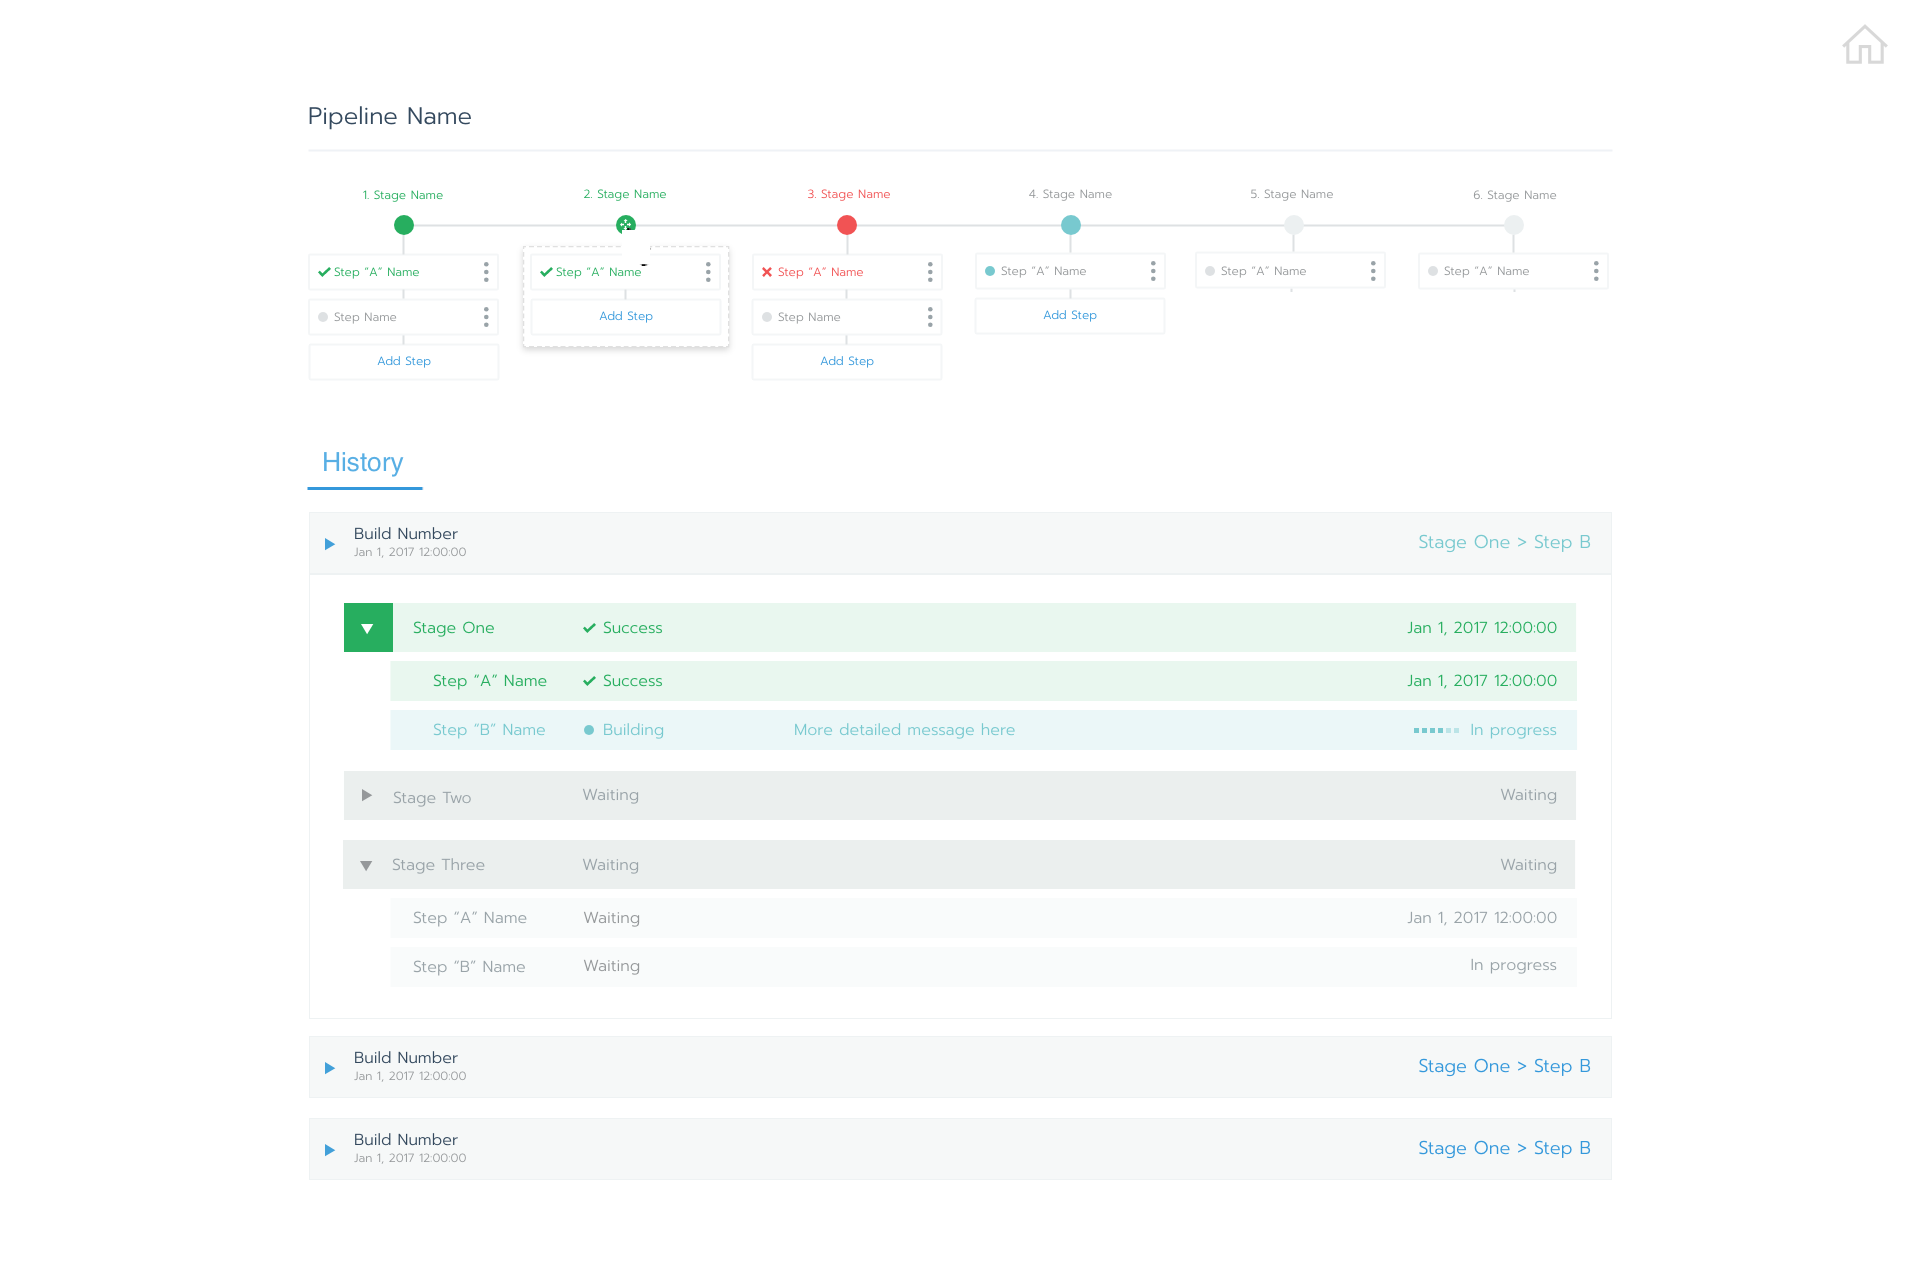 Pipeline Name
1. Stage Name
2. Stage Name
3. Stage Name
4. Stage Name
5. Stage Name
6. Stage Name
Step “A” Name
Step “A” Name
Step “A” Name
Step “A” Name
Step “A” Name
Step “A” Name
Step Name
Add Step
Step Name
Add Step
Add Step
Add Step
History
Build Number
Jan 1, 2017 12:00:00
Stage One > Step B
Stage One Success Jan 1, 2017 12:00:00
Step “A” Name Success Jan 1, 2017 12:00:00
Step “B” Name Building More detailed message here In progress
Stage Two Waiting Waiting
Stage Three Waiting Waiting
Step “A” Name Waiting Jan 1, 2017 12:00:00
Step “B” Name Waiting In progress
Build Number
Jan 1, 2017 12:00:00
Stage One > Step B
Build Number
Jan 1, 2017 12:00:00
Stage One > Step B